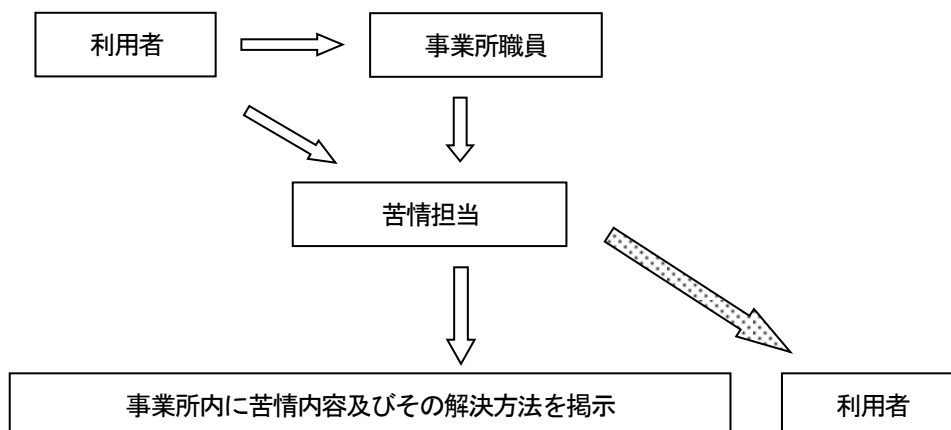 利用者
事業所職員
苦情担当
事業所内に苦情内容及びその解決方法を掲示
利用者